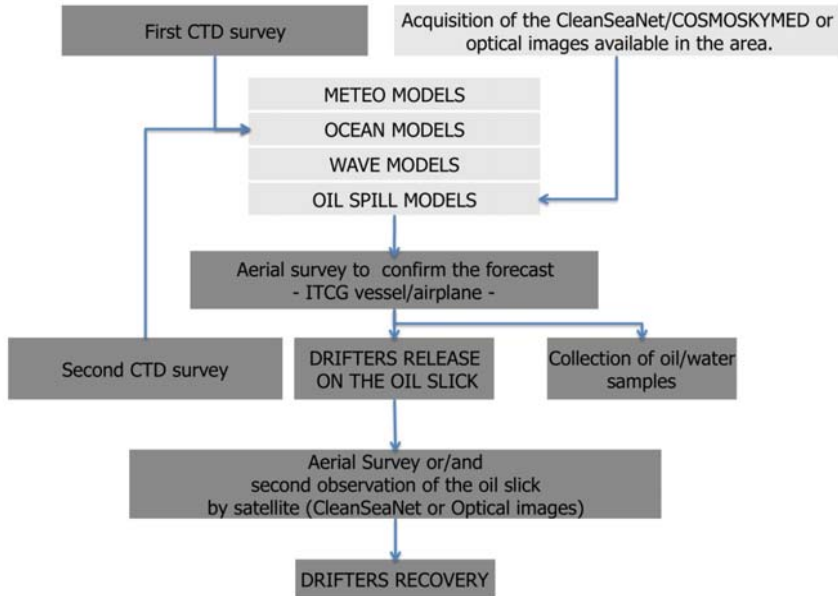 First CTD survey
Acquisition of the CleanSeaNet/COSMOSKYMED or
optical images available in the area.
METEO MODELS
OCEAN MODELS
WAVE MODELS
OIL SPILL MODELS
Aerial survey to confirm the forecast
- ITCG vessel/airplane -
Second CTD survey
DRIFTERS RELEASE
ON THE OIL SLICK
Collection of oil/water
samples
Aerial Survey or/and
second observation of the oil slick
by satellite (CleanSeaNet or Optical images)
DRIFTERS RECOVERY